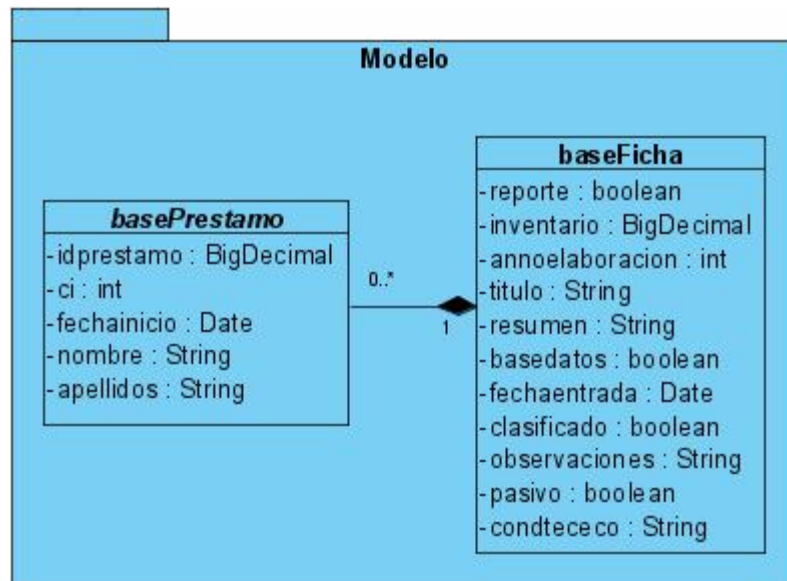 Modelo
basePrestamo
-idprestamo : BigDecimal
-ci : int
-fechainicio : Date
-nombre : String
-apellidos : String
0..*
1
baseFicha
-reporte : boolean
-inventario : BigDecimal
-annoelaboracion : int
-titulo : String
-resumen : String
-basedatos : boolean
-fechaentrada : Date
-clasificado : boolean
-observaciones : String
-pasivo : boolean
-condtececo : String